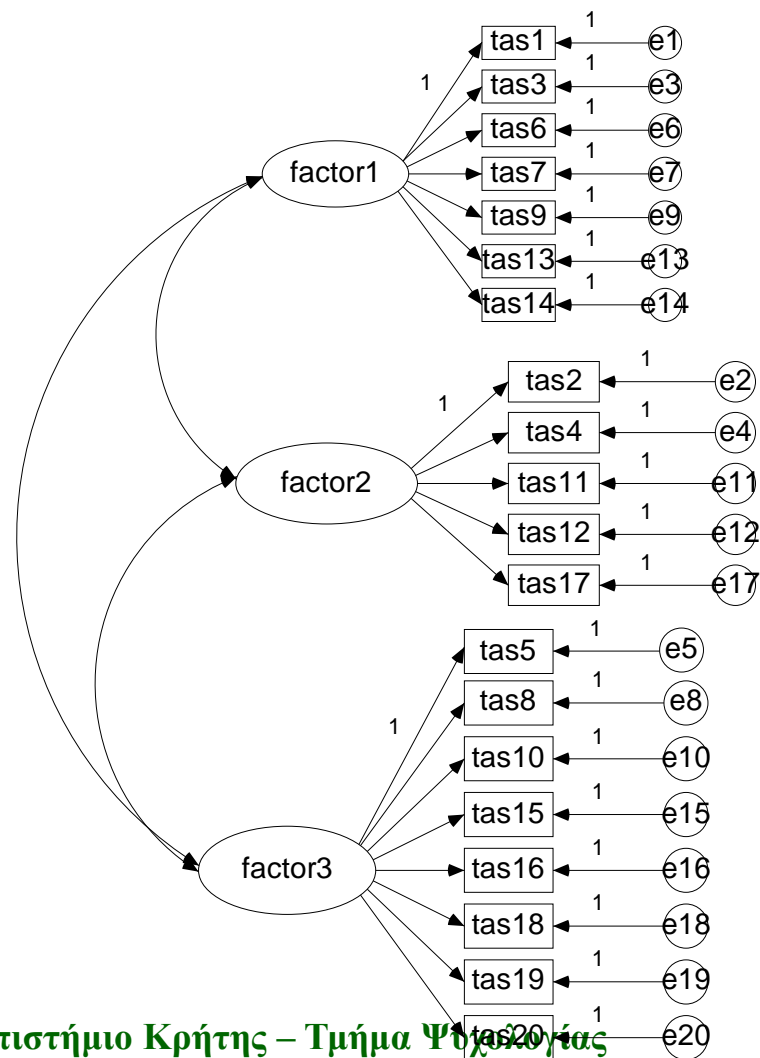 1
tas1
e1
1
1
tas3
e3
1
tas6
e6
1
factor1
tas7
e7
1
tas9
e9
1
tas13
e13
1
tas14
e14
1
tas2
e2
1
1
tas4
e4
1
factor2
tas11
e11
1
tas12
e12
1
tas17
e17
1
tas5
e5
1
tas8
e8
1
1
tas10
e10
1
tas15
e15
1
factor3
tas16
e16
1
tas18
e18
1
tas19
e19
1
tas20
e20
τιστήμιο Κρήτης – Τμήμα Ψυχολογίας